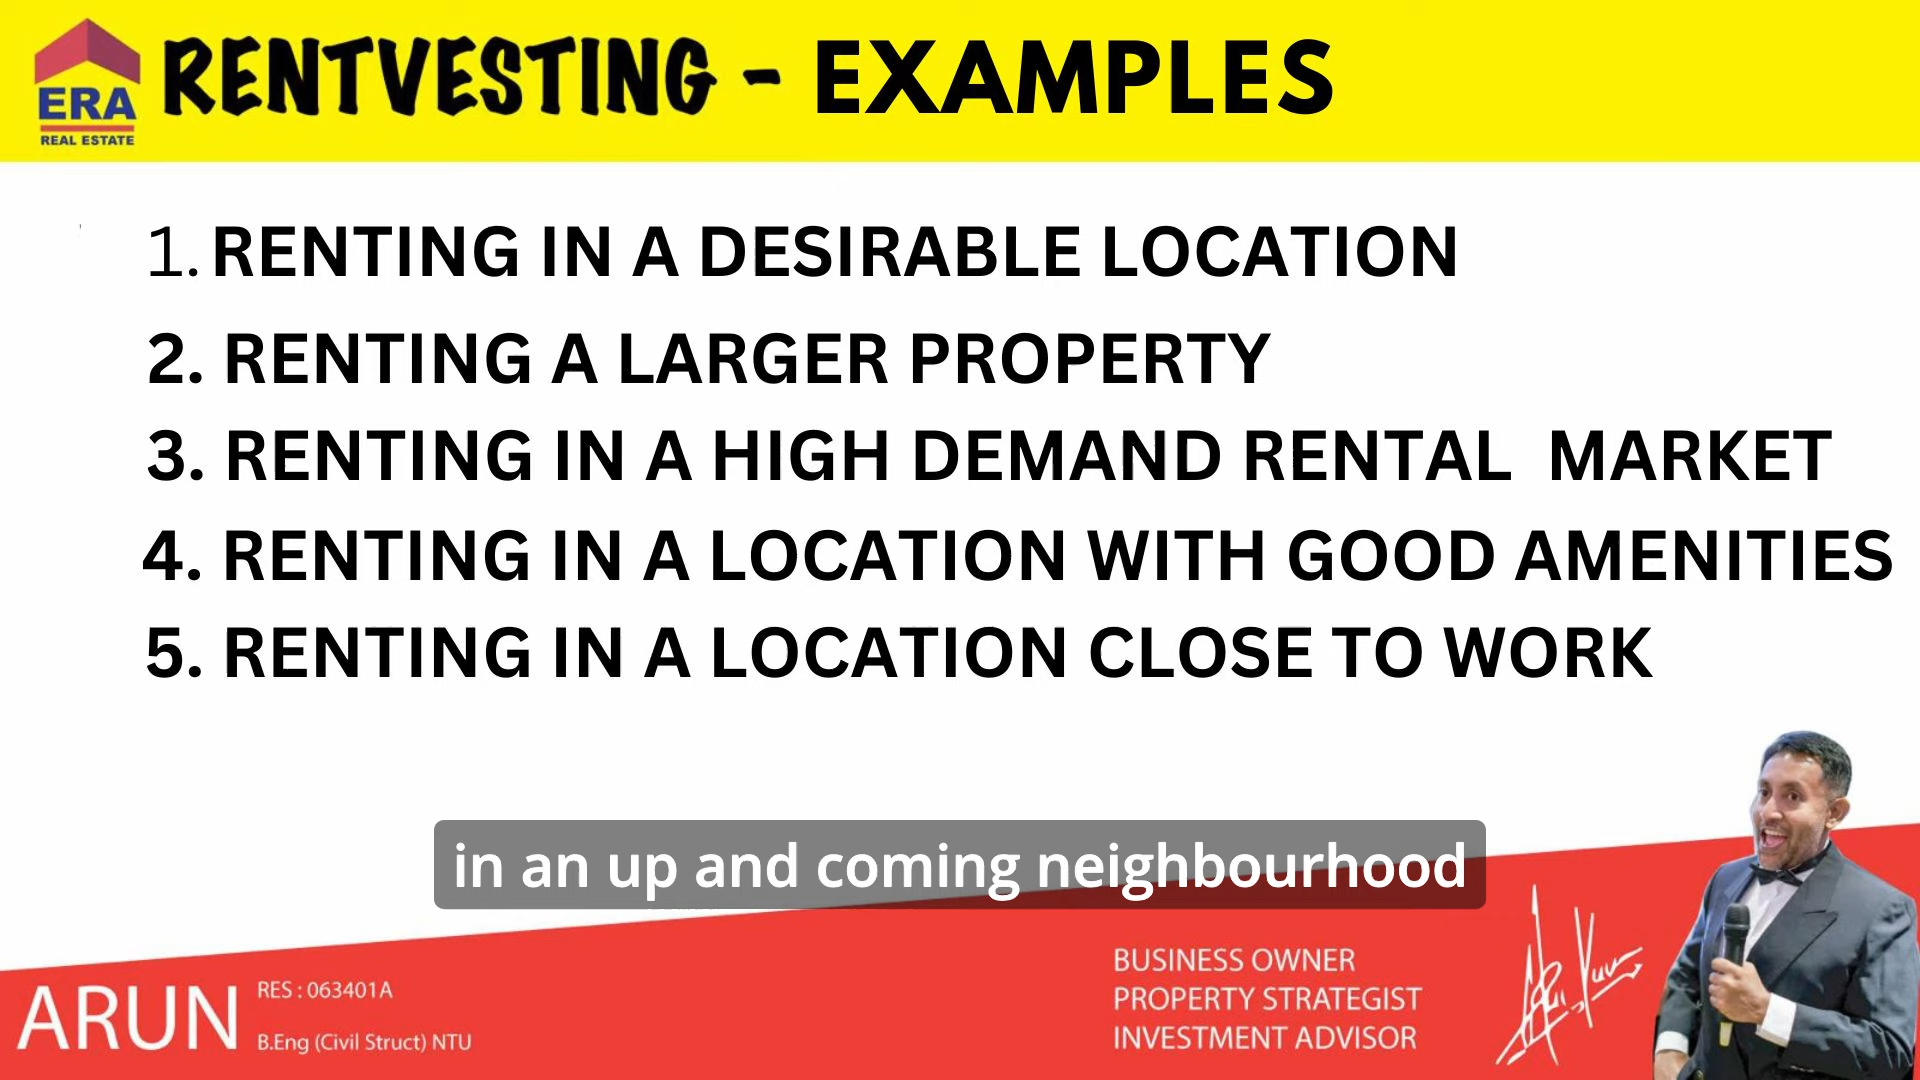 ERA
REAL ESTATE
RENTVESTING - EXAMPLES
1. RENTING IN A DESIRABLE LOCATION
2. RENTING A LARGER PROPERTY
3. RENTING IN A HIGH DEMAND RENTAL MARKET
4. RENTING IN A LOCATION WITH GOOD AMENITIES
5. RENTING IN A LOCATION CLOSE TO WORK
in an up and coming neighbourhood
ARUN
RES : 063401A
B.Eng (Civil Struct) NTU
BUSINESS OWNER
PROPERTY STRATEGIST
INVESTMENT ADVISOR